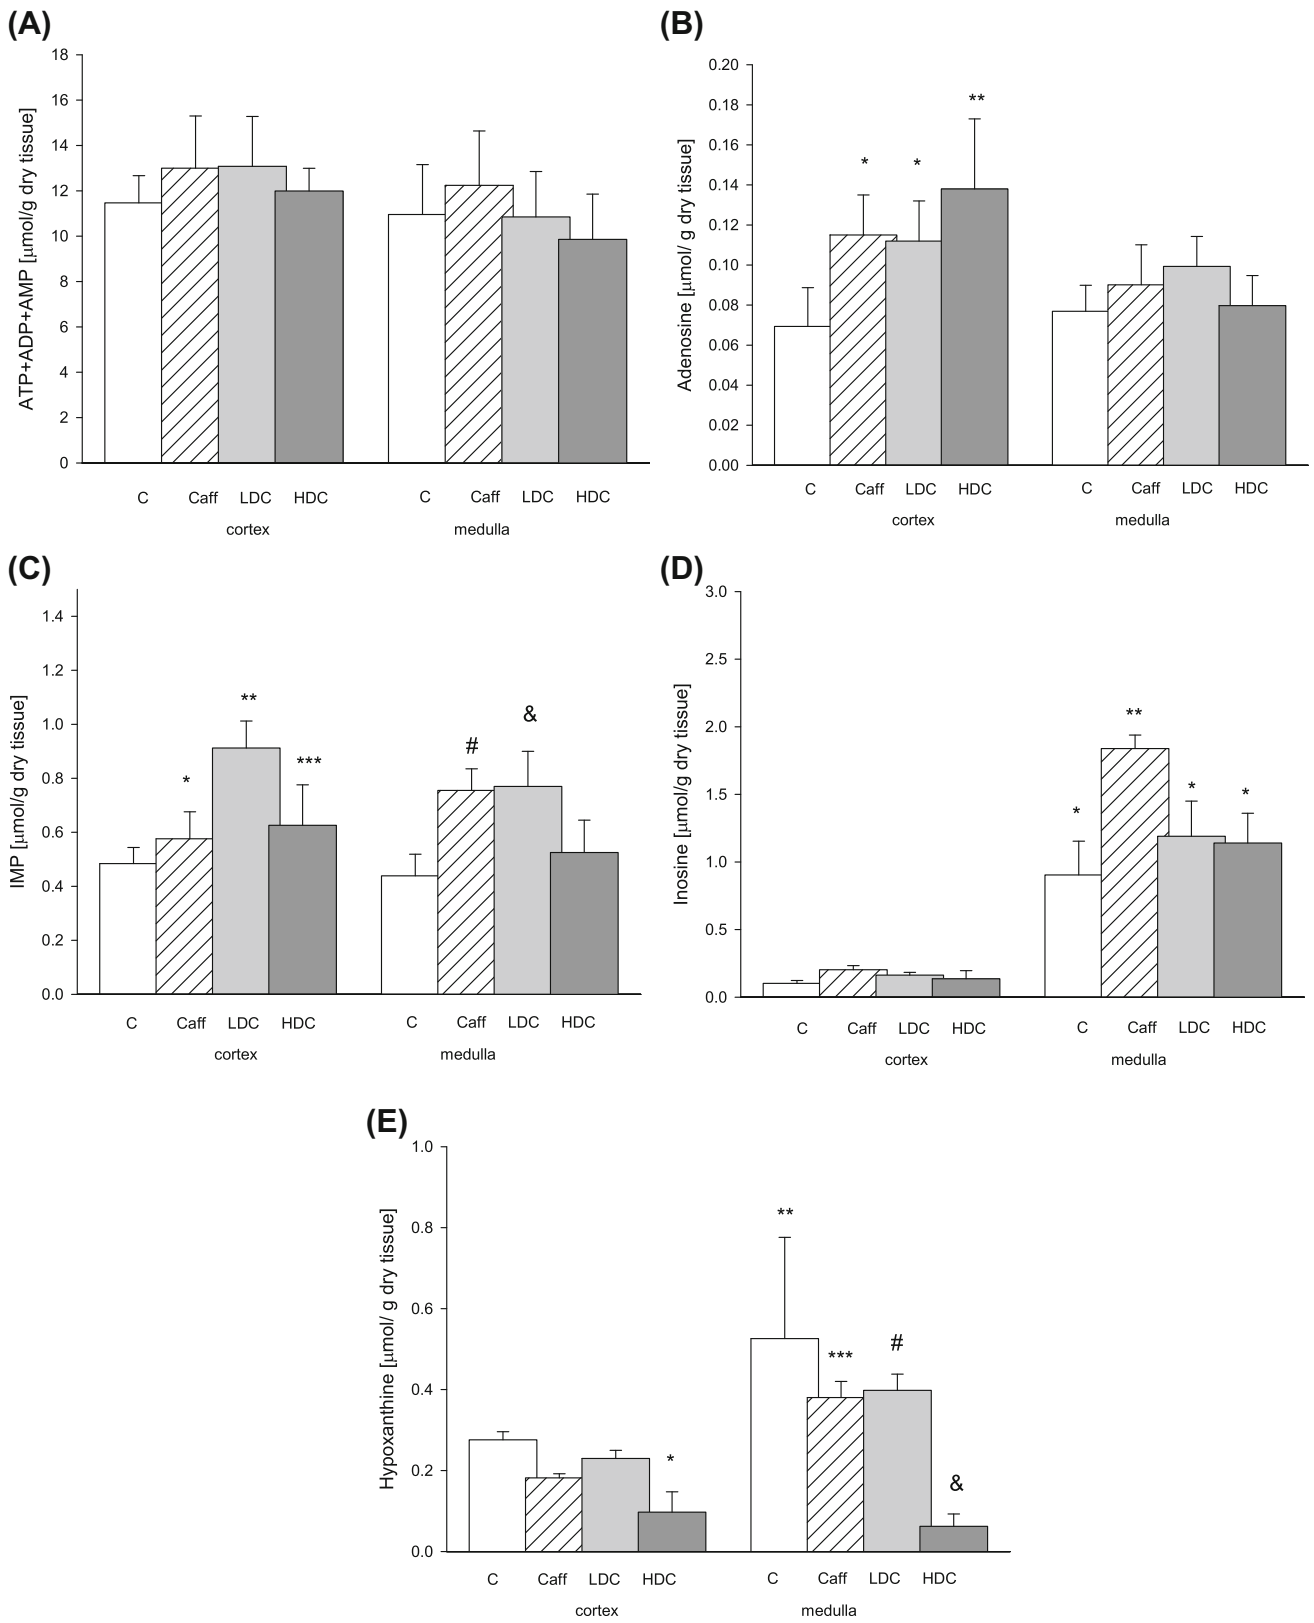 (A)
18
16
14
12
10
8
6
4
2
0
ATP+ADP+AMP [μmol/g dry tissue]
C Caff LDC HDC C Caff LDC HDC
cortex medulla
(B)
0.20
0.18
0.16
0.14
0.12
0.10
0.08
0.06
0.04
0.02
0.00
Adenosine [μmol/ g dry tissue]
* * **
C Caff LDC HDC C Caff LDC HDC
cortex medulla
(C)
1.4
1.2
1.0
0.8
0.6
0.4
0.2
0.0
IMP [μmol/g dry tissue]
* ** *** # &
C Caff LDC HDC C Caff LDC HDC
cortex medulla
(D)
3.0
2.5
2.0
1.5
1.0
0.5
0.0
Inosine [μmol/g dry tissue]
* ** * *
C Caff LDC HDC C Caff LDC HDC
cortex medulla
(E)
1.0
0.8
0.6
0.4
0.2
0.0
Hypoxanthine [μmol/ g dry tissue]
* ** *** # &
C Caff LDC HDC C Caff LDC HDC
cortex medulla